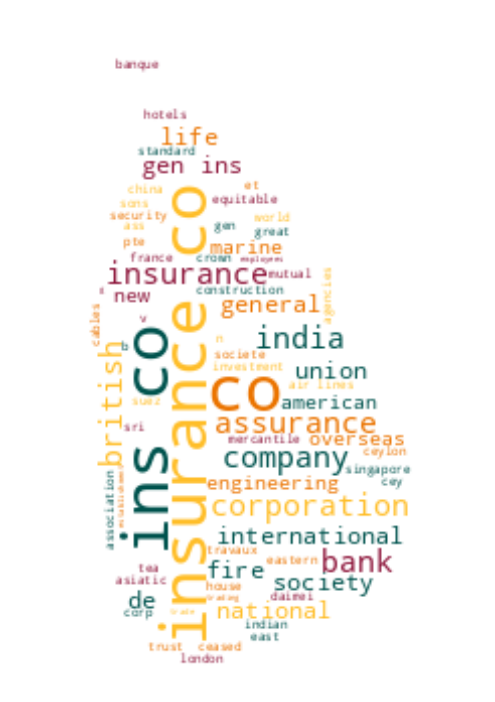 banque
hotels
life
standard
gen ins
china
et
equitable
sons
security
world
ass
gen
great
pte
marine
france
crown
employees
insurance
mutual
construction
new
general
agencies
cables
v
b
india
n
societe
investment
union
air lines
british
ins co
insurance co
co
suez
american
assurance
sri
mercantile
overseas
ceylon
company
singapore
cey
engineering
association
corporation
international
travaux
eastern
bank
fire
tea
asiatic
society
house
de
trading
daimei
corp
trade
national
indian
east
trust
ceased
london